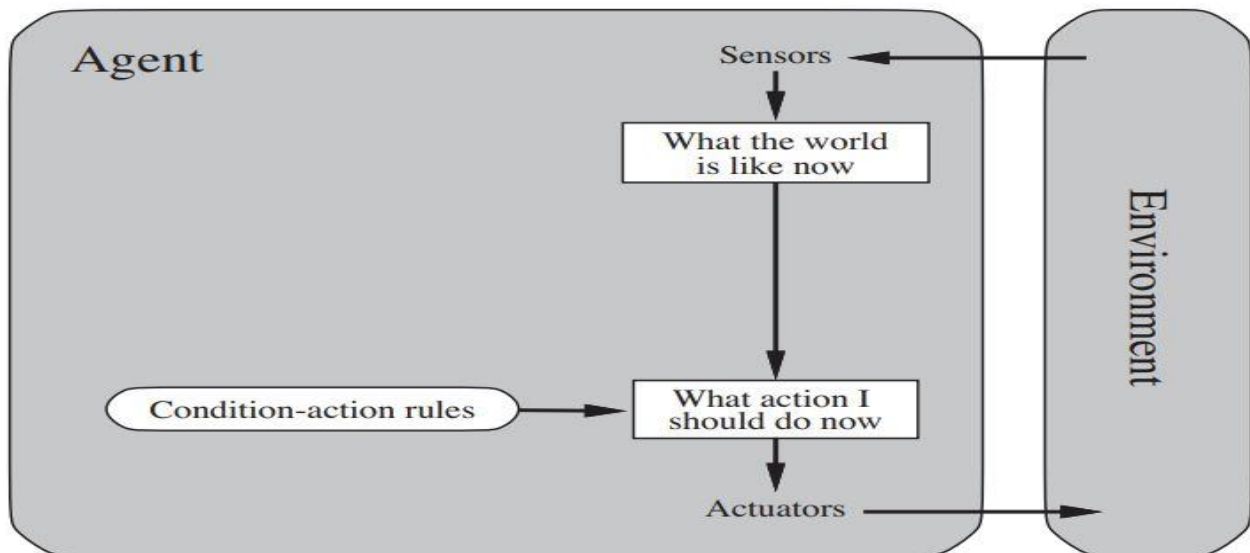 Agent
Sensors
What the world
is like now
Environment
Condition-action rules
What action I
should do now
Actuators